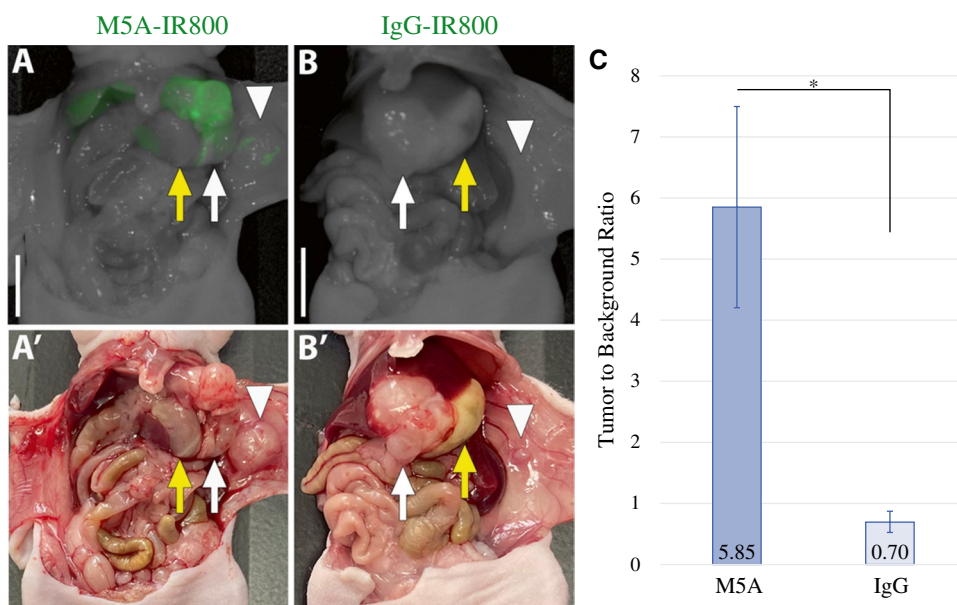 M5A-IR800
IgG-IR800
A
B
C
A′
B′
Tumor to Background Ratio
8
7
6
5
4
3
2
1
0
*
5.85
0.70
M5A
IgG